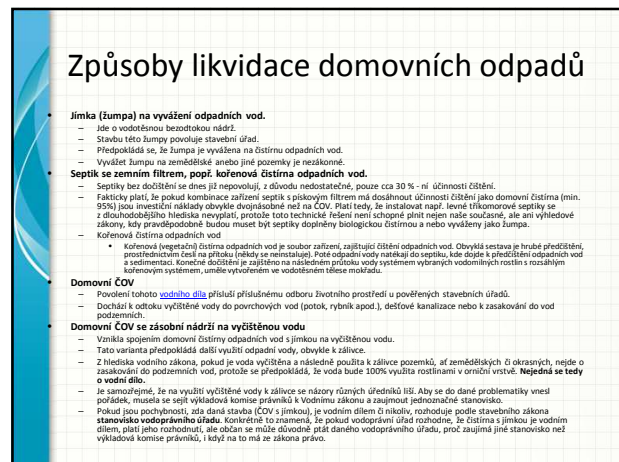 Způsoby likvidace domovních odpadů
• Jímka (žumpa) na vyvážení odpadních vod.
– Jde o vodotěsnou bezodtokou nádrž.
– Stavbu této žumpy povoluje stavební úřad.
– Předpokládá se, že žumpa je vyvážena na čistírnu odpadních vod.
– Vyvážet žumpu na zemědělské anebo jiné pozemky je nezákonné.
• Septik se zemním filtrem, popř. kořenová čistírna odpadních vod.
– Septiky bez dočištění se dnes již nepovolují, z důvodu nedostatečné, pouze cca 30 % - ní účinnosti čištění.
– Fakticky platí, že pokud kombinace zařízení septik s pískovým filtrem má dosáhnout účinnosti čištění jako domovní čistírna (min.
95%) jsou investiční náklady obvykle dvojnásobné než na ČOV. Platí tedy, že instalovat např. levné tříkomorové septiky se
z dlouhodobějšího hlediska nevyplatí, protože toto technické řešení není schopné plnit nejen naše současné, ale ani výhledové
zákony, kdy pravděpodobně budou muset být septiky doplněny biologickou čistírnou a nebo vyváženy jako žumpa.
– Kořenová čistírna odpadních vod
• Kořenová (vegetační) čistírna odpadních vod je soubor zařízení, zajištující čištění odpadních vod. Obvyklá sestava je hrubé předčištění,
prostřednictvím česlí na přítoku (někdy se neinstaluje). Poté odpadní vody natékají do septiku, kde dojde k předčištění odpadních vod
a sedimentaci. Konečné dočištění je zajištěno na následném průtoku vody systémem vybraných vodomilných rostlin s rozsáhlým
kořenovým systémem, uměle vytvořeném ve vodotěsném tělese mokřadu.
• Domovní ČOV
– Povolení tohoto vodního díla přísluší příslušnému odboru životního prostředí u pověřených stavebních úřadů.
– Dochází k odtoku vyčištěné vody do povrchových vod (potok, rybník apod.), dešťové kanalizace nebo k zasakování do vod
podzemních.
• Domovní ČOV se zásobní nádrží na vyčištěnou vodu
– Vznikla spojením domovní čistírny odpadních vod s jímkou na vyčištěnou vodu.
– Tato varianta předpokládá další využití odpadní vody, obvykle k zálivce.
– Z hlediska vodního zákona, pokud je voda vyčištěna a následně použita k zálivce pozemků, ať zemědělských či okrasných, nejde o
zasakování do podzemních vod, protože se předpokládá, že voda bude 100% využita rostlinami v orniční vrstvě. Nejedná se tedy
o vodní dílo.
– Je samozřejmé, že na využití vyčištěné vody k zálivce se názory různých úředníků liší. Aby se do dané problematiky vnesl
pořádek, musela se sejít výkladová komise právníků k Vodnímu zákonu a zaujmout jednoznačné stanovisko.
– Pokud jsou pochybnosti, zda daná stavba (ČOV s jímkou), je vodním dílem či nikoliv, rozhoduje podle stavebního zákona
stanovisko vodoprávního úřadu. Konkrétně to znamená, že pokud vodoprávní úřad rozhodne, že čistírna s jímkou je vodním
dílem, platí jeho rozhodnutí, ale občan se může důvodně ptát daného vodoprávního úřadu, proč zaujímá jiné stanovisko než
výkladová komise právníků, i když na to má ze zákona právo.